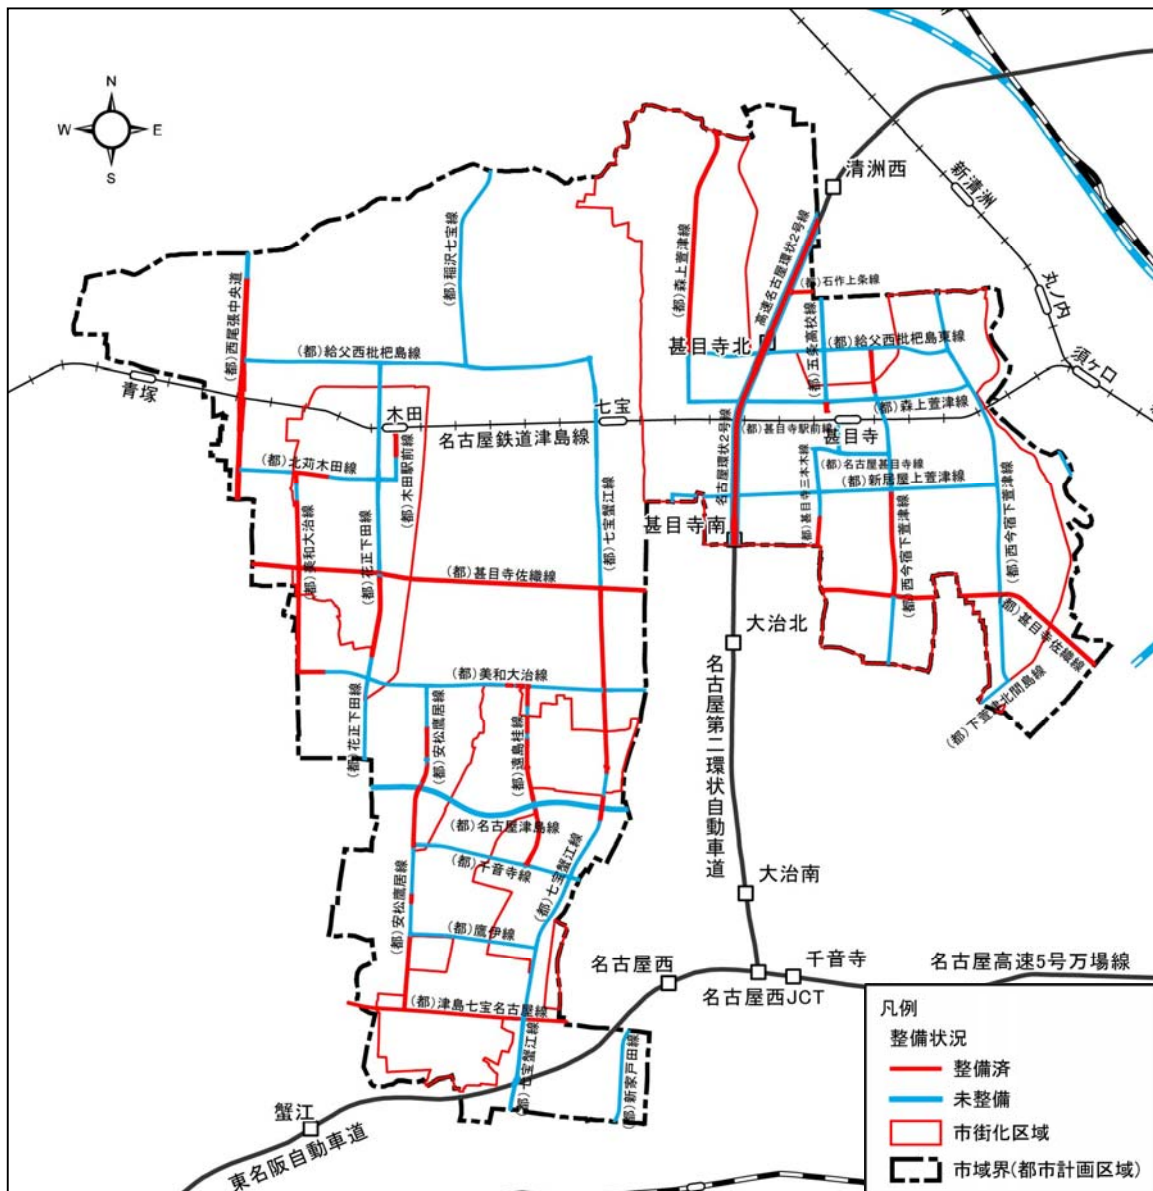 N
W
E
S
清洲西
新清洲
丸ノ内
須ケ口
(都)稲沢七宝線
(都)森上萱津線
高速名古屋環状2号線
(都)石作上条線
(都)西尾張中央道
甚目寺北
(都)五条高校線
(都)給父西枇杷島東線
(都)給父西枇杷島線
青塚
木田
七宝
(都)森上萱津線
名古屋鉄道津島線
(都)甚目寺駅前線
甚目寺
名古屋環状2号線
(都)木田駅前線
(都)北苅木田線
(都)名古屋甚目寺線
(都)新居屋上萱津線
(都)甚目寺三本木線
甚目寺南
(都)美和大治線
(都)花正下田線
(都)七宝蟹江線
(都)西今宿下萱津線
(都)西今宿下萱津線
(都)甚目寺佐織線
(都)甚目寺佐織線
大治北
(都)美和大治線
(都)下萱津北間島線
(都)花正下田線
(都)安松鷹居線
(都)遠島桂線
名古屋第二環状自動車道
(都)名古屋津島線
(都)千音寺線
(都)七宝蟹江線
大治南
(都)安松鷹居線
(都)鷹伊線
名古屋西
千音寺
名古屋高速5号万場線
名古屋西JCT
(都)津島七宝名古屋線
(都)七宝蟹江線
(都)新家戸田線
蟹江
東名阪自動車道
凡例
整備状況
整備済
未整備
市街化区域
市域界(都市計画区域)